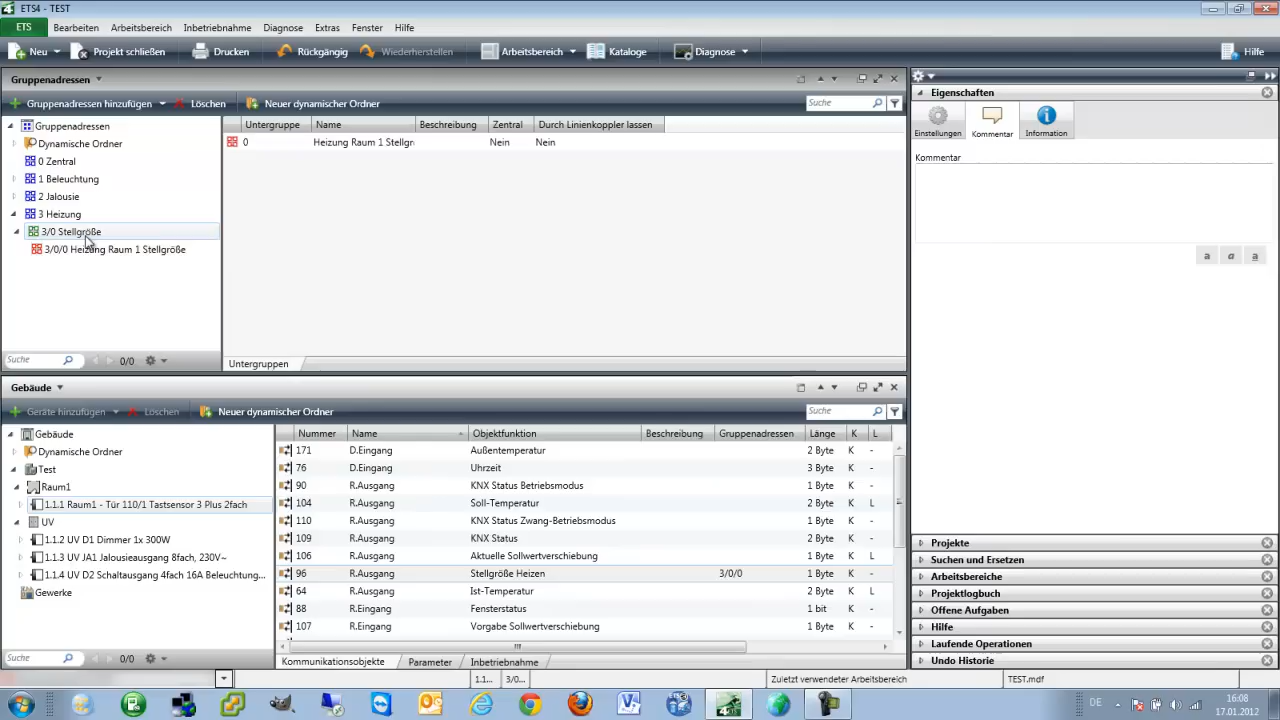 ETS4 - TEST
ETS Bearbeiten Arbeitsbereich Inbetriebnahme Diagnose Extras Fenster Hilfe
Neu Projekt schließen Drucken Rückgängig Wiederherstellen Arbeitsbereich Kataloge Diagnose Hilfe
Gruppenadressen
Gruppenadressen hinzufügen Löschen Neuer dynamischer Ordner Suche
Gruppenadressen
Dynamische Ordner
0 Zentral
1 Beleuchtung
2 Jalousie
3 Heizung
3/0 Stellgröße
3/0/0 Heizung Raum 1 Stellgröße
Suche 0/0
Untergruppe Name Beschreibung Zentral Durch Linienkoppler lassen
0 Heizung Raum 1 Stellgr Nein Nein
Untergruppen
Gebäude
Geräte hinzufügen Löschen Neuer dynamischer Ordner Suche
Gebäude
Dynamische Ordner
Test
Raum1
1.1.1 Raum1 - Tür 110/1 Tastsensor 3 Plus 2fach
UV
1.1.2 UV D1 Dimmer 1x 300W
1.1.3 UV JA1 Jalousieausgang 8fach, 230V~
1.1.4 UV D2 Schaltausgang 4fach 16A Beleuchtung...
Gewerke
Suche 0/0
Nummer Name Objektfunktion Beschreibung Gruppenadressen Länge K L
171 D.Eingang Außentemperatur 2 Byte K -
76 D.Eingang Uhrzeit 3 Byte K -
90 R.Ausgang KNX Status Betriebsmodus 1 Byte K -
104 R.Ausgang Soll-Temperatur 2 Byte K L
110 R.Ausgang KNX Status Zwang-Betriebsmodus 1 Byte K -
109 R.Ausgang KNX Status 2 Byte K -
106 R.Ausgang Aktuelle Sollwertverschiebung 1 Byte K L
96 R.Ausgang Stellgröße Heizen 3/0/0 1 Byte K -
64 R.Ausgang Ist-Temperatur 2 Byte K L
88 R.Eingang Fensterstatus 1 bit K -
107 R.Eingang Vorgabe Sollwertverschiebung 1 Byte K -
Kommunikationsobjekte Parameter Inbetriebnahme
Eigenschaften
Einstellungen Kommentar Information
Kommentar
a a a
Projekte
Suchen und Ersetzen
Arbeitsbereiche
Projektlogbuch
Offene Aufgaben
Hilfe
Laufende Operationen
Undo Historie
1.1... 3/0... Zuletzt verwendeter Arbeitsbereich TEST.mdf
DE 16:08
17.01.2012